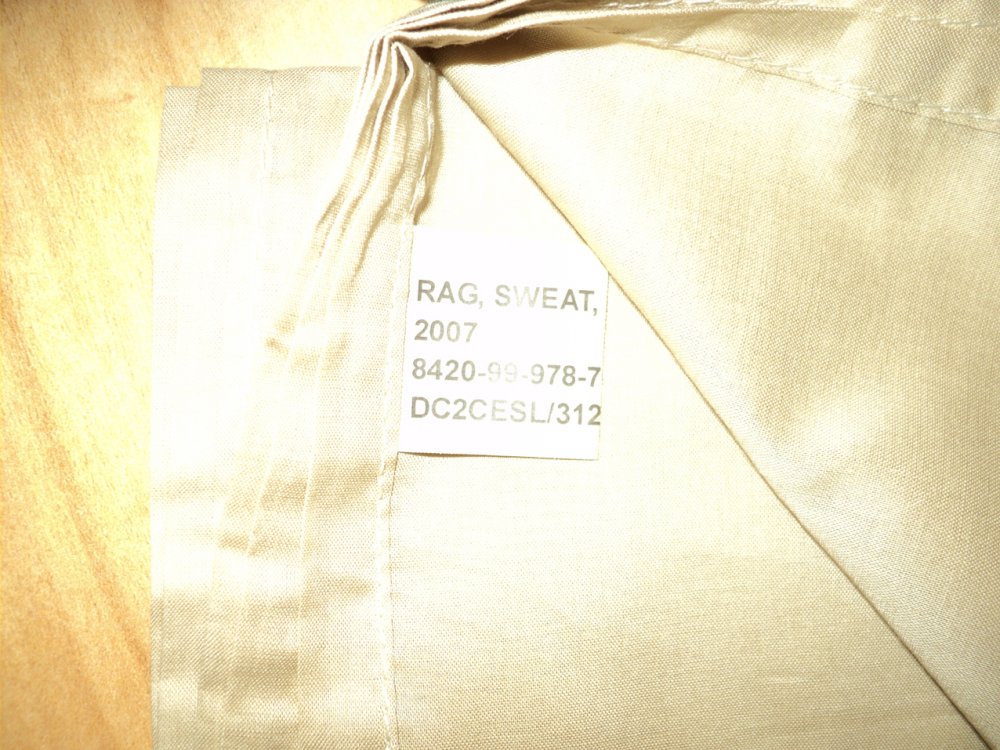 RAG, SWEAT,
2007
8420-99-978-7
DC2CESL/312